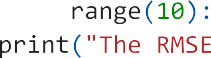 range(10):
print("The RMSE